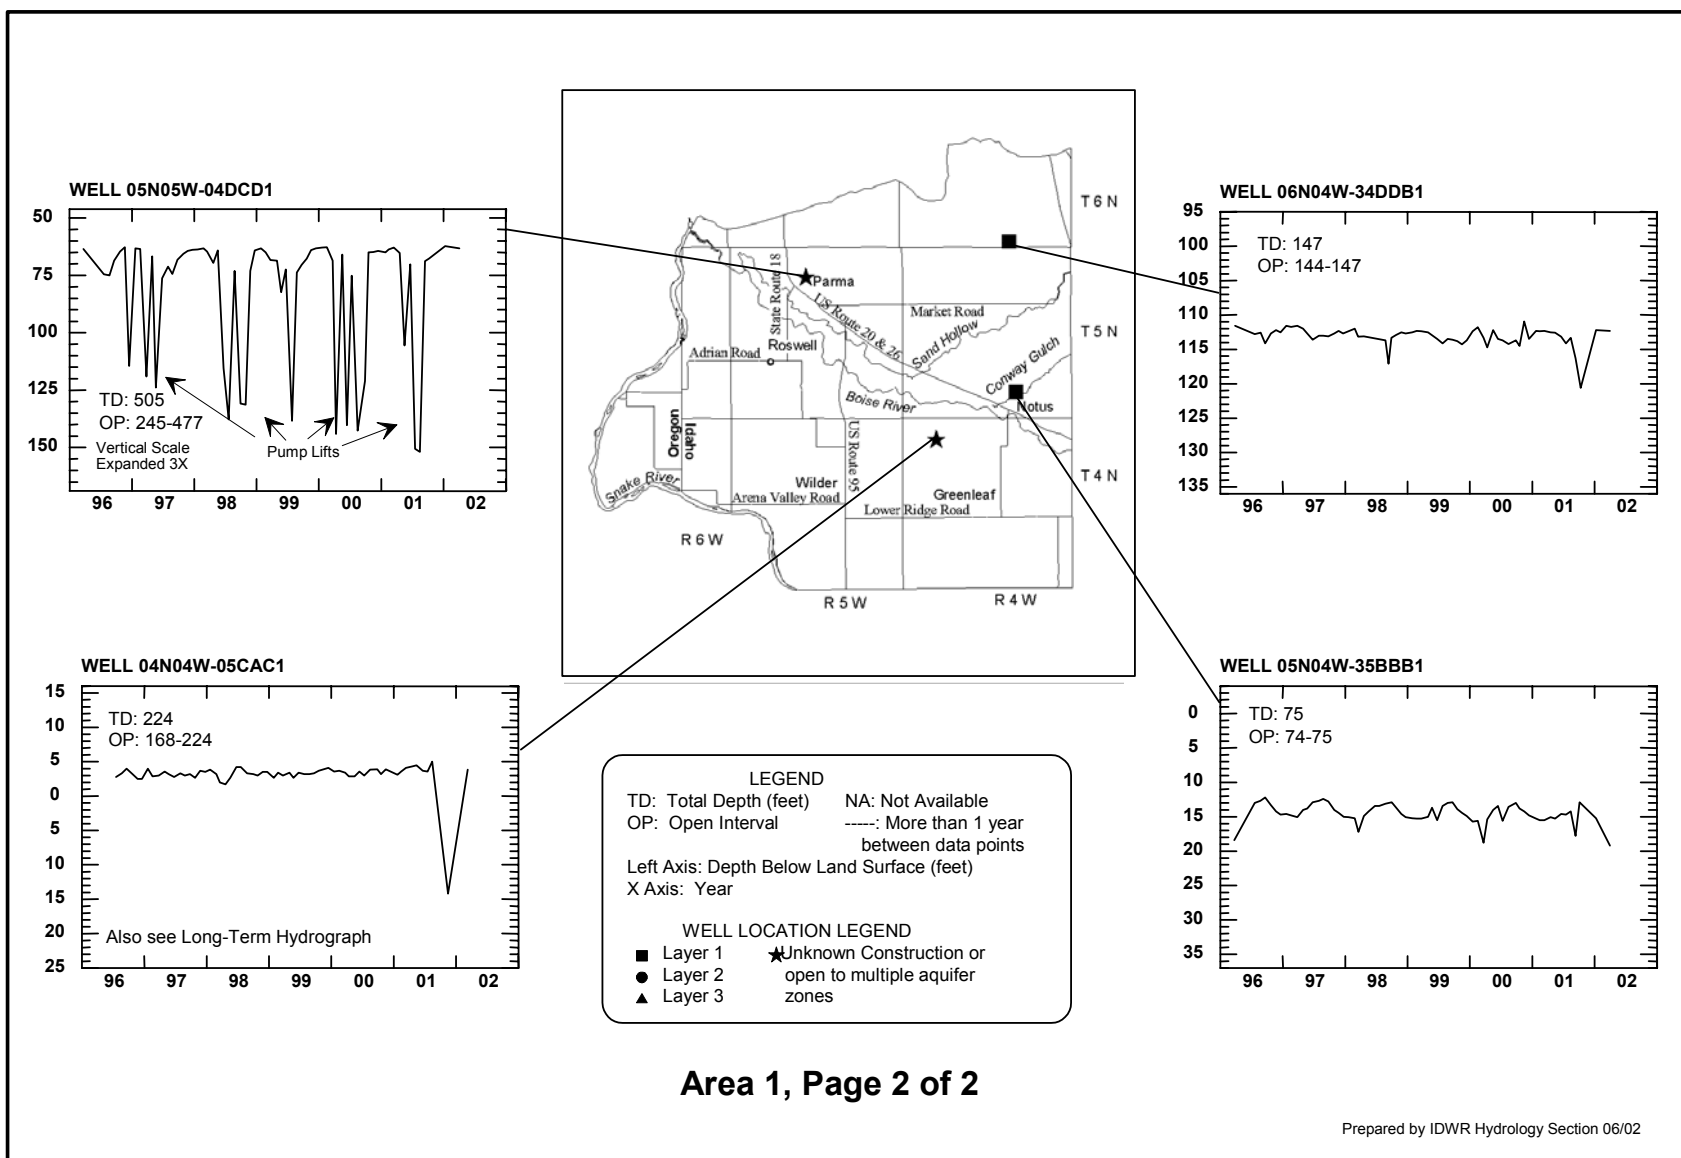 WELL 05N05W-04DCD1
50
75
100
125
150
TD: 505
OP: 245-477
Vertical Scale
Expanded 3X
Pump Lifts
96 97 98 99 00 01 02
T 6 N
T 5 N
T 4 N
R 6 W
R 5 W
R 4 W
Parma
State Route 18
US Route 20 & 26
Market Road
Sand Hollow
Roswell
Adrian Road
Conway Gulch
Boise River
Notus
Oregon
Idaho
US Route 95
Snake River
Wilder
Arena Valley Road
Greenleaf
Lower Ridge Road
WELL 06N04W-34DDB1
95
100
105
110
115
120
125
130
135
TD: 147
OP: 144-147
96 97 98 99 00 01 02
WELL 04N04W-05CAC1
15
10
5
0
5
10
15
20
25
TD: 224
OP: 168-224
Also see Long-Term Hydrograph
96 97 98 99 00 01 02
WELL 05N04W-35BBB1
0
5
10
15
20
25
30
35
TD: 75
OP: 74-75
96 97 98 99 00 01 02
LEGEND
TD: Total Depth (feet) NA: Not Available
OP: Open Interval -----: More than 1 year
between data points
Left Axis: Depth Below Land Surface (feet)
X Axis: Year
WELL LOCATION LEGEND
Layer 1 Unknown Construction or
Layer 2 open to multiple aquifer
Layer 3 zones
Area 1, Page 2 of 2
Prepared by IDWR Hydrology Section 06/02